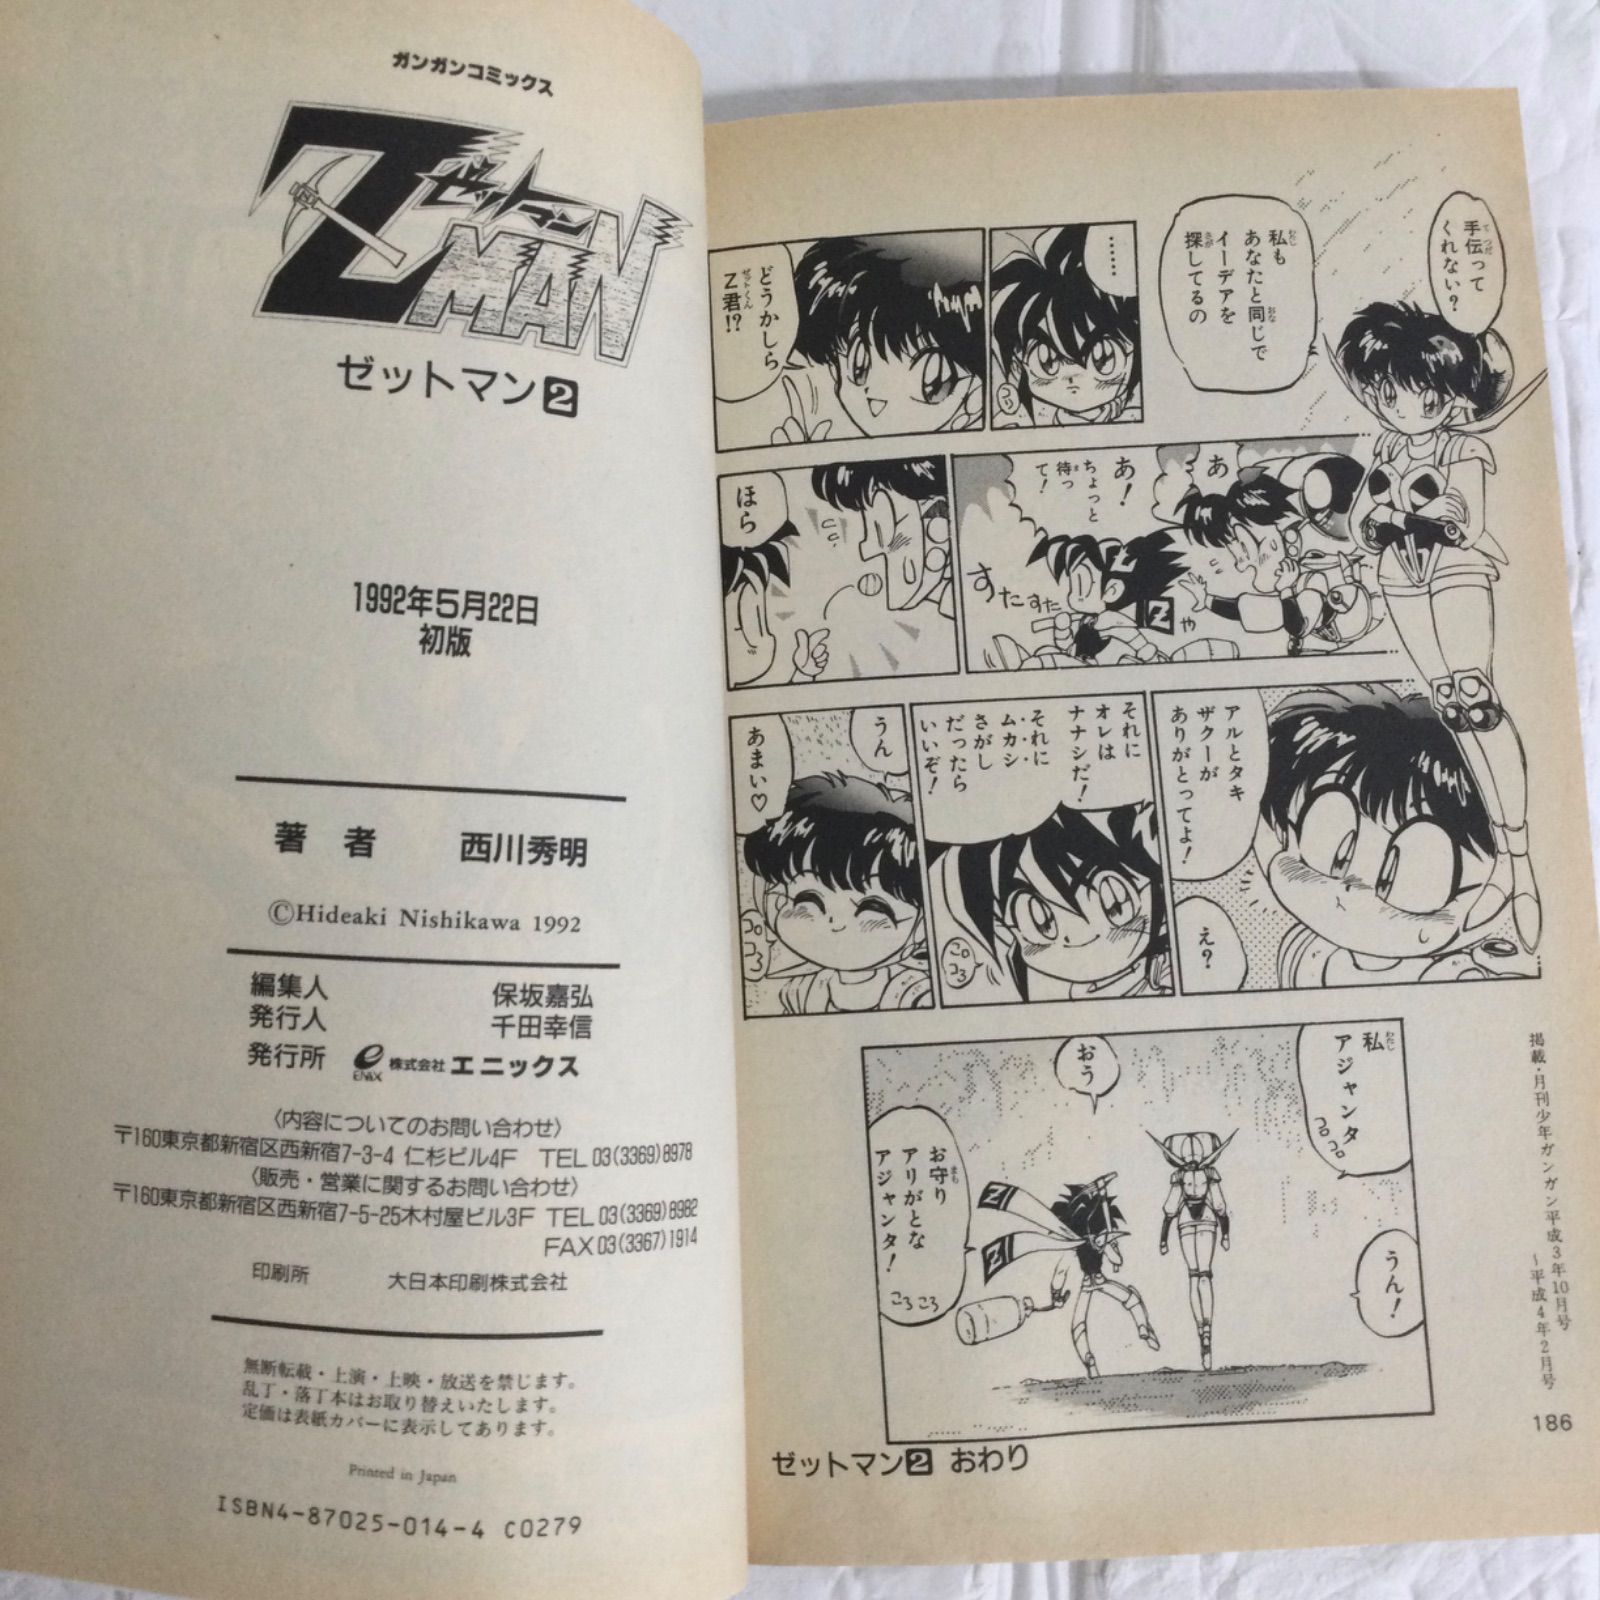 ガンガンコミックス
Z MAN
ゼットマン
ゼットマン2
1992年5月22日
初版
著者 西川秀明
©Hideaki Nishikawa 1992
編集人 保坂嘉弘
発行人 千田幸信
発行所 ENIX 株式会社エニックス
〈内容についてのお問い合わせ〉
〒160東京都新宿区西新宿7-3-4 仁杉ビル4F TEL 03(3369)8978
〈販売・営業に関するお問い合わせ〉
〒160東京都新宿区西新宿7-5-25木村屋ビル3F TEL 03(3369)8982
FAX 03(3367)1914
印刷所 大日本印刷株式会社
無断転載・上演・上映・放送を禁じます。
乱丁・落丁本はお取り替えいたします。
定価は表紙カバーに表示してあります。
Printed in Japan
ISBN4-87025-014-4 C0279
手伝って
くれない?
私も
あなたと同じで
イーデアを
探してるの
……
どうかしら
Z君!?
あ
あ!
ちょっと
待っ
て!
や
Z
すたすた
ほら
アルとタキ
ザクーが
ありがとってよ!
え?
それに
オレは
ナナシだ!
それに
ムカシ
さがし
だったら
いいぞ!
コロ
コロ
うん
あまい♡
コロ
コロ
私
アジャンタ
コロコロ
おう
うん!
お守り
アリがとな
アジャンタ!
ころころ
Z
Z
掲載・月刊少年ガンガン平成3年10月号
〜平成4年2月号
186
ゼットマン2 おわり